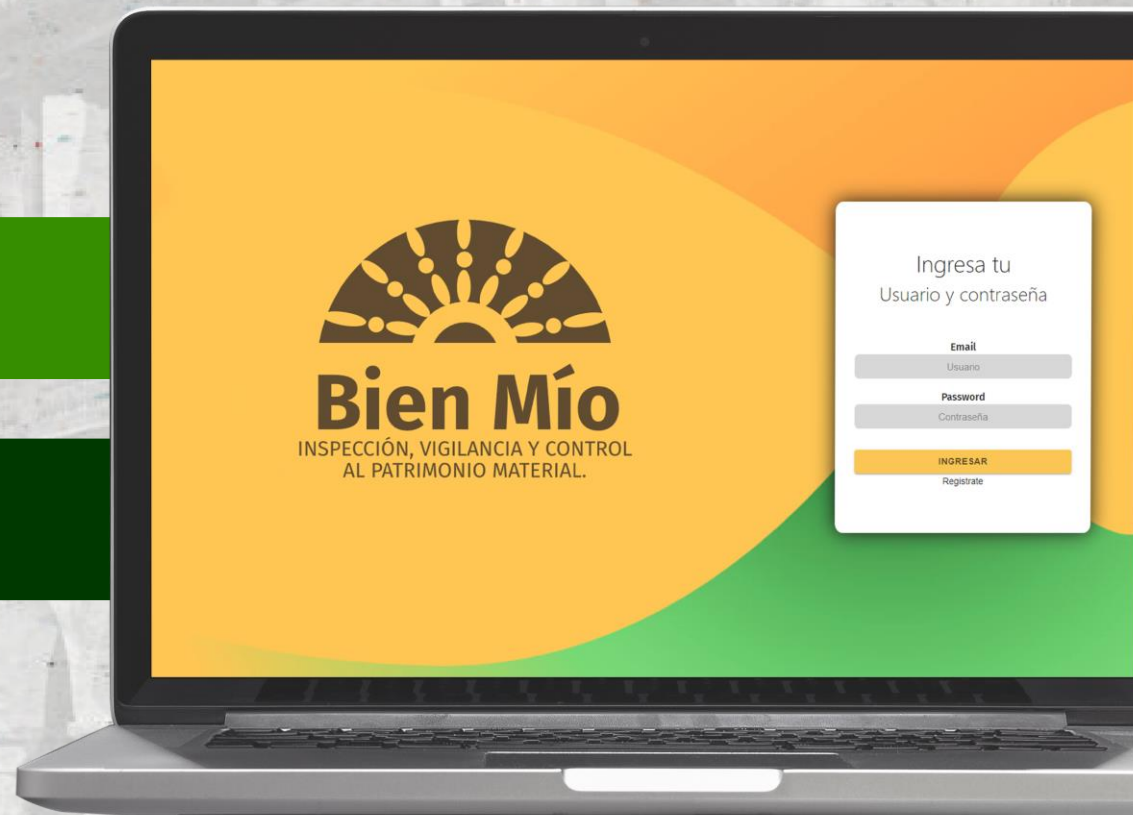 Bien Mío
INSPECCIÓN, VIGILANCIA Y CONTROL
AL PATRIMONIO MATERIAL.
Ingresa tu
Usuario y contraseña
Email
Usuario
Password
Contraseña
INGRESAR
Registrate